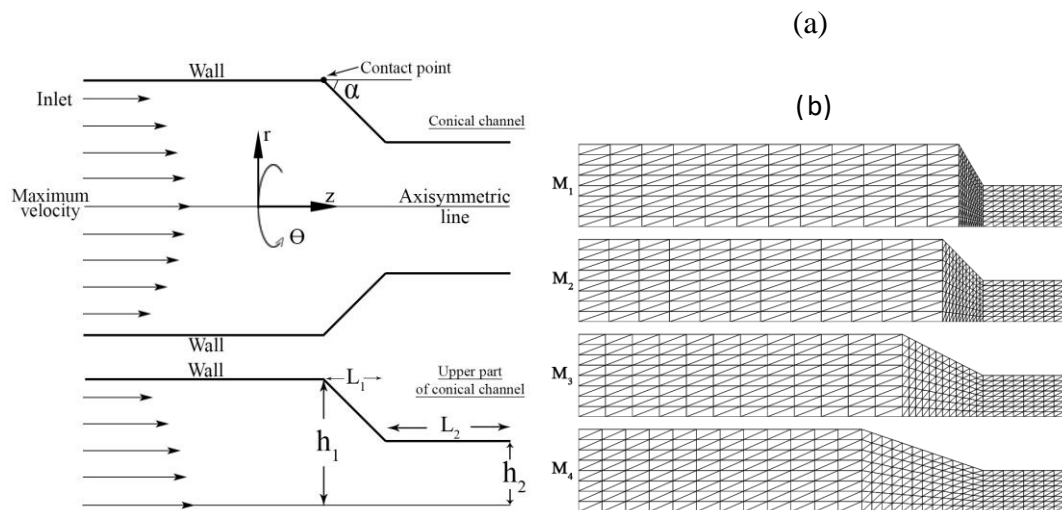 (a)
Wall
Contact point
α
Inlet
Conical channel
r
Maximum
velocity
z
Axisymmetric
line
Θ
Wall
Wall
L1
Upper part
of conical channel
L2
h1
h2
(b)
M1
M2
M3
M4